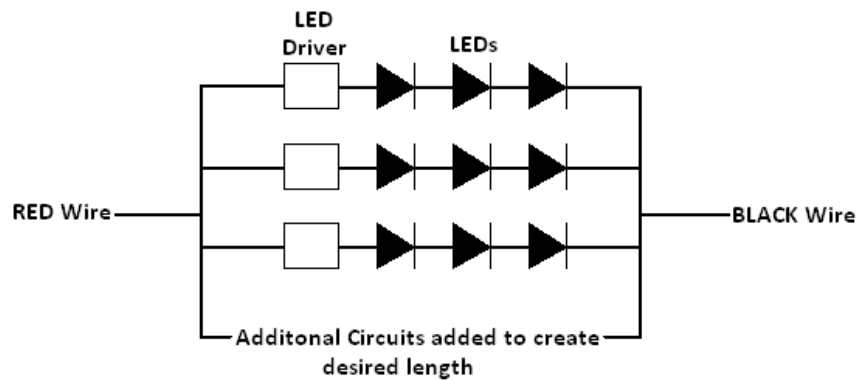 LED
Driver
LEDs
RED Wire
BLACK Wire
Additonal Circuits added to create
desired length